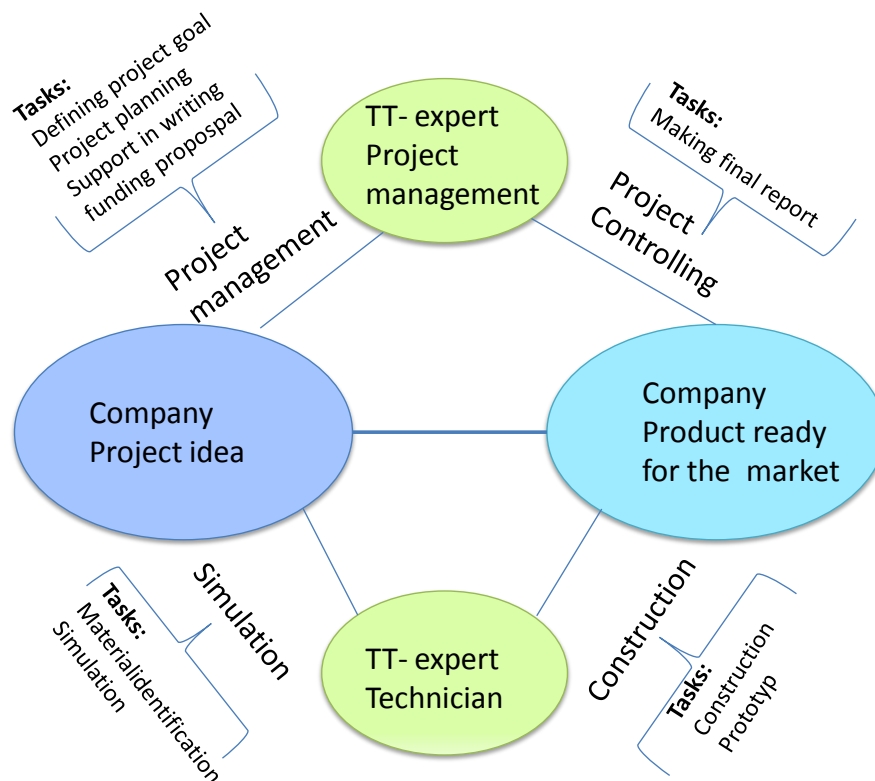 Tasks:
Defining project goal
Project planning
Support in writing
funding propospal
Project
management
TT- expert
Project
management
Tasks:
Making final report
Project
Controlling
Company
Project idea
Company
Product ready
for the market
Simulation
Tasks:
Materialidentification
Simulation
TT- expert
Technician
Construction
Tasks:
Construction
Prototyp